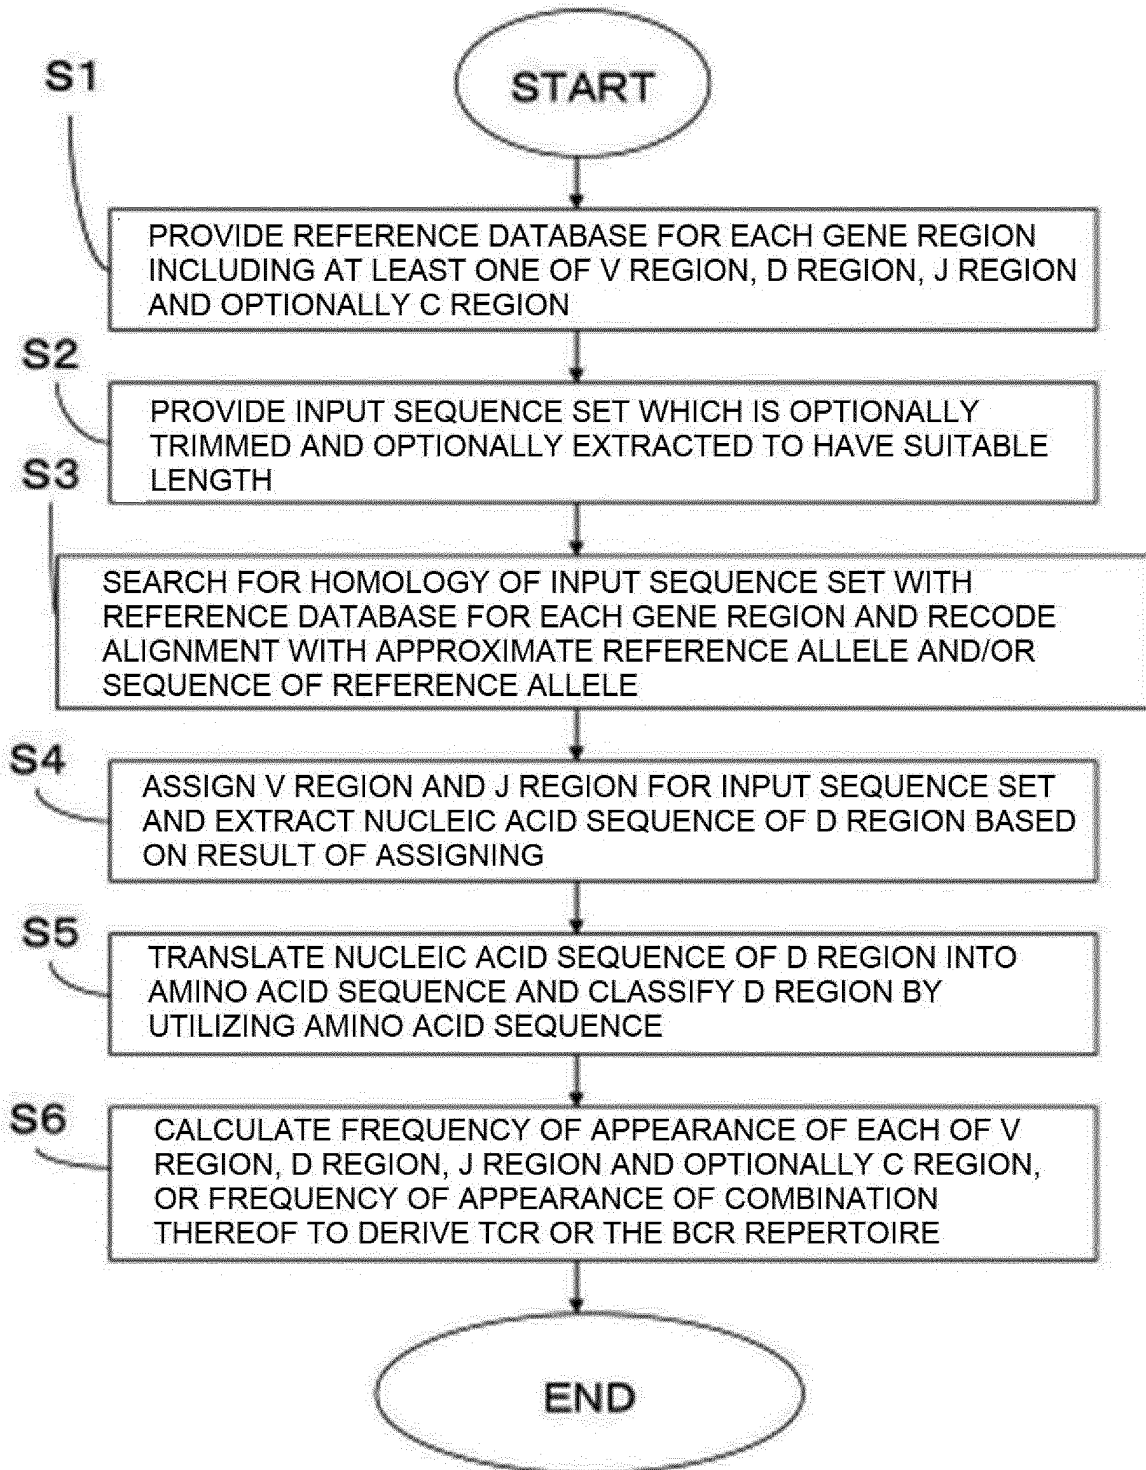 START
S1
PROVIDE REFERENCE DATABASE FOR EACH GENE REGION
INCLUDING AT LEAST ONE OF V REGION, D REGION, J REGION
AND OPTIONALLY C REGION
S2
PROVIDE INPUT SEQUENCE SET WHICH IS OPTIONALLY
TRIMMED AND OPTIONALLY EXTRACTED TO HAVE SUITABLE
LENGTH
S3
SEARCH FOR HOMOLOGY OF INPUT SEQUENCE SET WITH
REFERENCE DATABASE FOR EACH GENE REGION AND RECODE
ALIGNMENT WITH APPROXIMATE REFERENCE ALLELE AND/OR
SEQUENCE OF REFERENCE ALLELE
S4
ASSIGN V REGION AND J REGION FOR INPUT SEQUENCE SET
AND EXTRACT NUCLEIC ACID SEQUENCE OF D REGION BASED
ON RESULT OF ASSIGNING
S5
TRANSLATE NUCLEIC ACID SEQUENCE OF D REGION INTO
AMINO ACID SEQUENCE AND CLASSIFY D REGION BY
UTILIZING AMINO ACID SEQUENCE
S6
CALCULATE FREQUENCY OF APPEARANCE OF EACH OF V
REGION, D REGION, J REGION AND OPTIONALLY C REGION,
OR FREQUENCY OF APPEARANCE OF COMBINATION
THEREOF TO DERIVE TCR OR THE BCR REPERTOIRE
END